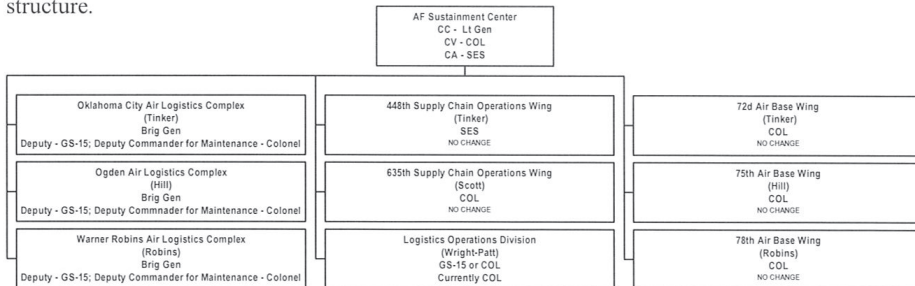 structure.
AF Sustainment Center
CC - Lt Gen
CV - COL
CA - SES
Oklahoma City Air Logistics Complex
(Tinker)
Brig Gen
Deputy - GS-15; Deputy Commander for Maintenance - Colonel
Ogden Air Logistics Complex
(Hill)
Brig Gen
Deputy - GS-15; Deputy Commnader for Maintenance - Colonel
Warner Robins Air Logistics Complex
(Robins)
Brig Gen
Deputy - GS-15; Deputy Commander for Maintenance - Colonel
448th Supply Chain Operations Wing
(Tinker)
SES
NO CHANGE
635th Supply Chain Operations Wing
(Scott)
COL
NO CHANGE
Logistics Operations Division
(Wright-Patt)
GS-15 or COL
Currently COL
72d Air Base Wing
(Tinker)
COL
NO CHANGE
75th Air Base Wing
(Hill)
COL
NO CHANGE
78th Air Base Wing
(Robins)
COL
NO CHANGE